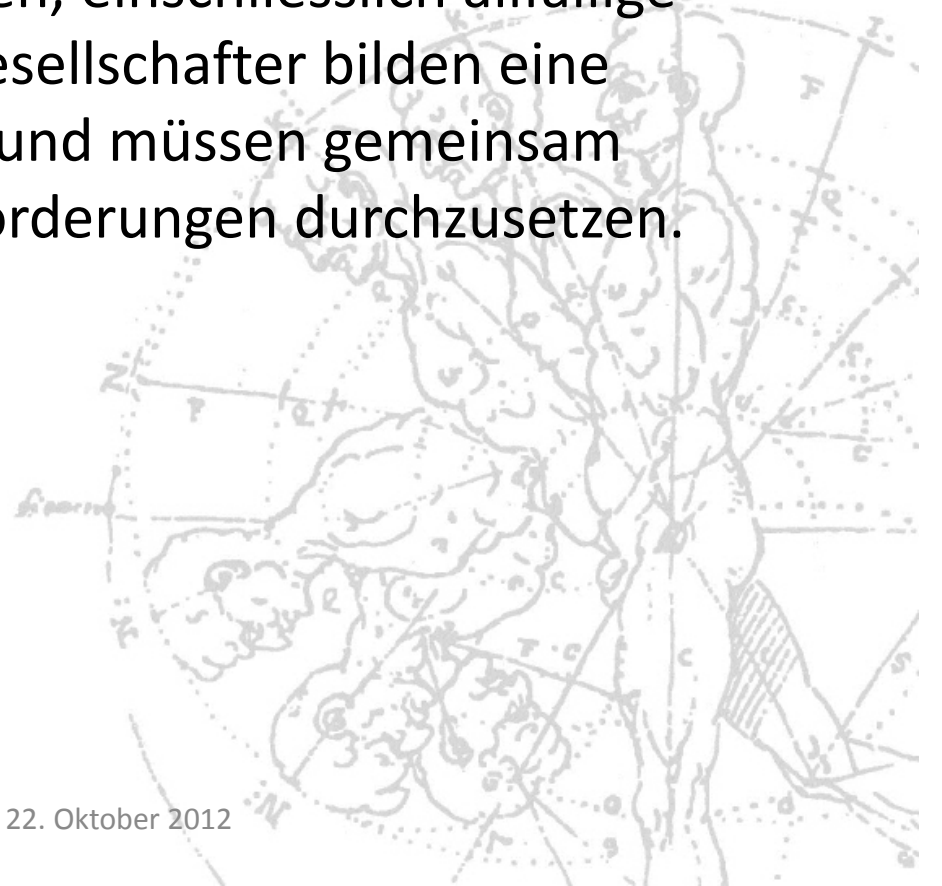 esellschafter bilden eine
und müssen gemeinsam
orderungen durchzusetzen.
22. Oktober 2012